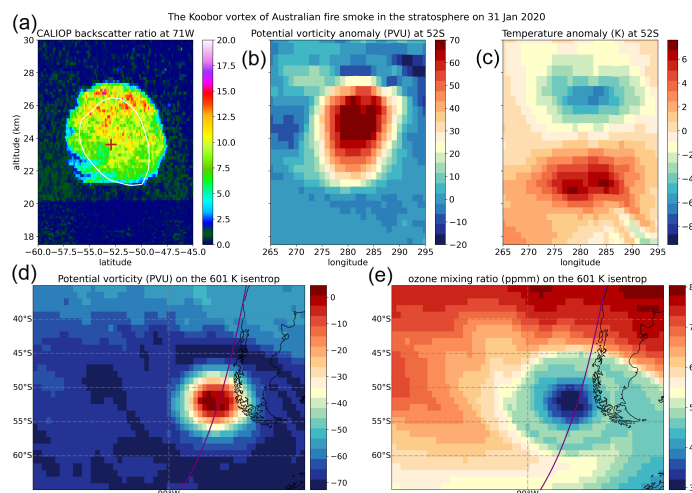 The Koobor vortex of Australian fire smoke in the stratosphere on 31 Jan 2020
(a) CALIOP backscatter ratio at 71W
30
28
26
24
22
20
18
altitude (km)
−60.0 −57.5 −55.0 −52.5 −50.0 −47.5 −45.0
latitude
20.0
17.5
15.0
12.5
10.0
7.5
5.0
2.5
0.0
(b) Potential vorticity anomaly (PVU) at 52S
265 270 275 280 285 290 295
longitude
70
60
50
40
30
20
10
0
−10
−20
(c) Temperature anomaly (K) at 52S
265 270 275 280 285 290 295
longitude
6
4
2
0
−2
−4
−6
−8
(d) Potential vorticity (PVU) on the 601 K isentrop
40°S
45°S
50°S
55°S
60°S
0
−10
−20
−30
−40
−50
−60
−70
(e) ozone mixing ratio (ppmm) on the 601 K isentrop
40°S
45°S
50°S
55°S
60°S
8
7
6
5
4
3